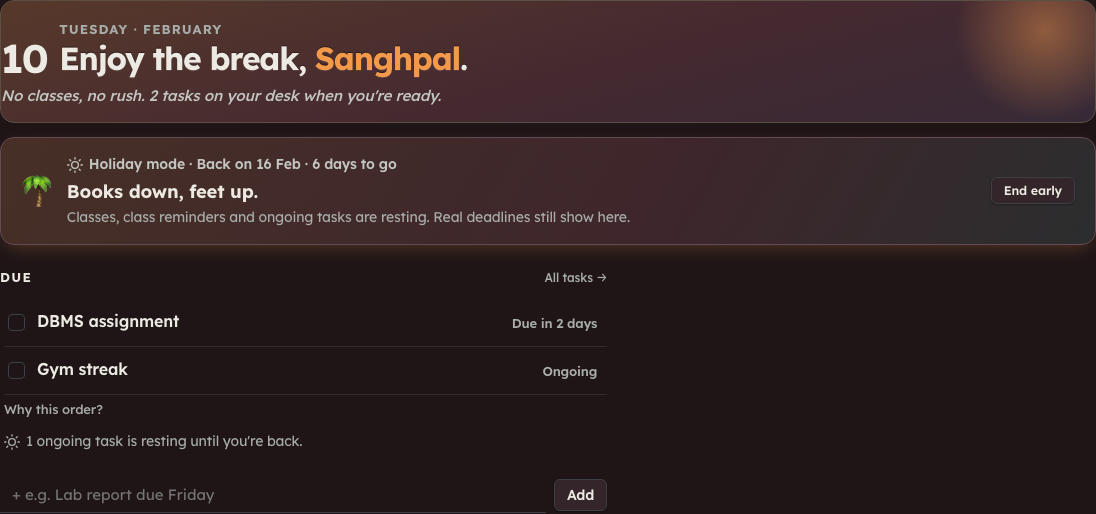 TUESDAY · FEBRUARY
10 Enjoy the break, Sanghpal.
No classes, no rush. 2 tasks on your desk when you're ready.
Holiday mode · Back on 16 Feb · 6 days to go
Books down, feet up.
Classes, class reminders and ongoing tasks are resting. Real deadlines still show here.
End early
DUE
All tasks →
DBMS assignment
Due in 2 days
Gym streak
Ongoing
Why this order?
1 ongoing task is resting until you're back.
+ e.g. Lab report due Friday
Add